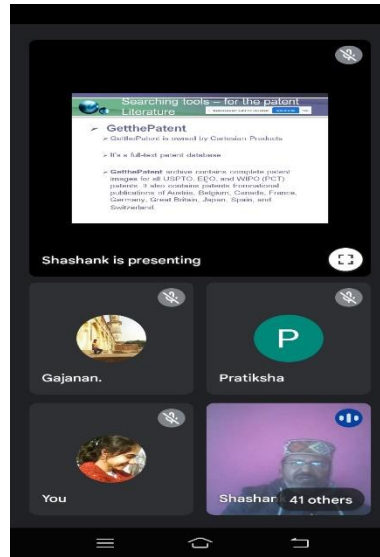 Searching tools – for the patent
Literature
➢ GetthePatent
➢ GetthePatent is owned by Cartesian Products
➢ It's a full-text patent database
➢ GetthePatent archive contains complete patent
images for all USPTO, EPO, and WIPO (PCT)
patents. It also contains patents from national
publications of Austria, Belgium, Canada, France,
Germany, Great Britain, Japan, Spain, and
Switzerland.
Shashank is presenting
Gajanan.
Pratiksha
P
You
Shashan
41 others